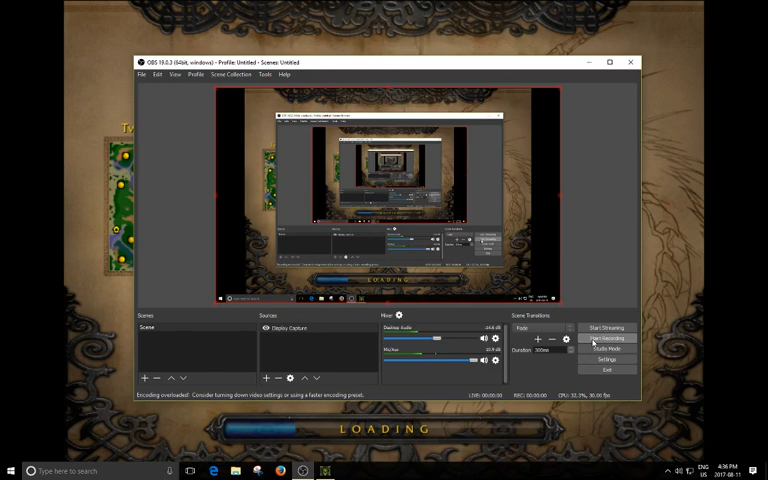 OBS 19.0.3 (64bit, windows) - Profile: Untitled - Scenes: Untitled
File Edit View Profile Scene Collection Tools Help
Tw
LOADING
Scenes Sources Mixer Scene Transitions
Scene Display Capture Desktop Audio Fade Start Streaming
Start Recording
Mic/Aux Duration 300ms Studio Mode
Settings
Exit
Encoding overloaded! Consider turning down video settings or using a faster encoding preset. LIVE: 00:00:00 REC: 00:00:00 CPU: 32.3%, 30.00 fps
LOADING
Type here to search ENG 4:36 PM
US 2017-08-11